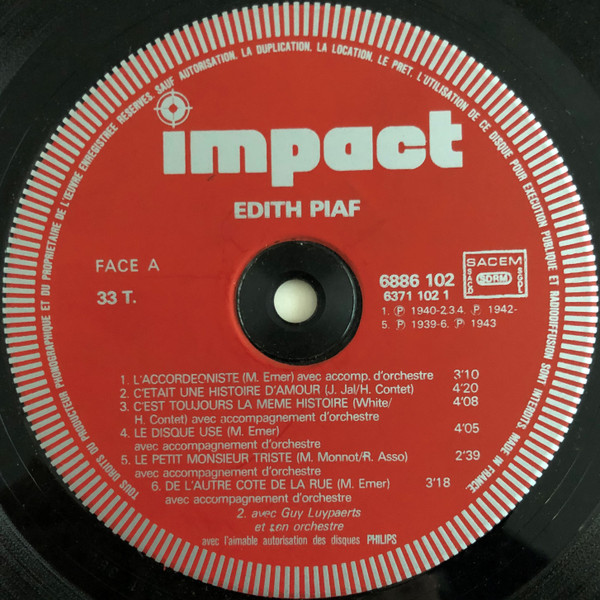 TOUS DROITS DU PRODUCTEUR PHONOGRAPHIQUE ET DU PROPRIETAIRE DE L'ŒUVRE ENREGISTREE RESERVES. SAUF AUTORISATION, LA DUPLICATION, LA LOCATION, LE PRET, L'UTILISATION DE CE DISQUE POUR EXECUTION PUBLIQUE ET RADIODIFFUSION SONT INTERDITS. MADE IN FRANCE.
impact
EDITH PIAF
FACE A
33 T.
6886 102
6371 102 1
SACEM
SACD
SDRM
SGDL
1. Ⓟ 1940-2.3.4. Ⓟ 1942-
5. Ⓟ 1939-6. Ⓟ 1943
1. L'ACCORDEONISTE (M. Emer) avec accomp. d'orchestre 3'10
2. C'ETAIT UNE HISTOIRE D'AMOUR (J. Jal/H. Contet) 4'20
3. C'EST TOUJOURS LA MEME HISTOIRE (White/ 4'08
H. Contet) avec accompagnement d'orchestre
4. LE DISQUE USE (M. Emer) 4'05
avec accompagnement d'orchestre
5. LE PETIT MONSIEUR TRISTE (M. Monnot/R. Asso) 2'39
avec accompagnement d'orchestre
6. DE L'AUTRE COTE DE LA RUE (M. Emer) 3'18
avec accompagnement d'orchestre
2. avec Guy Luypaerts
et son orchestre
avec l'aimable autorisation des disques PHILIPS